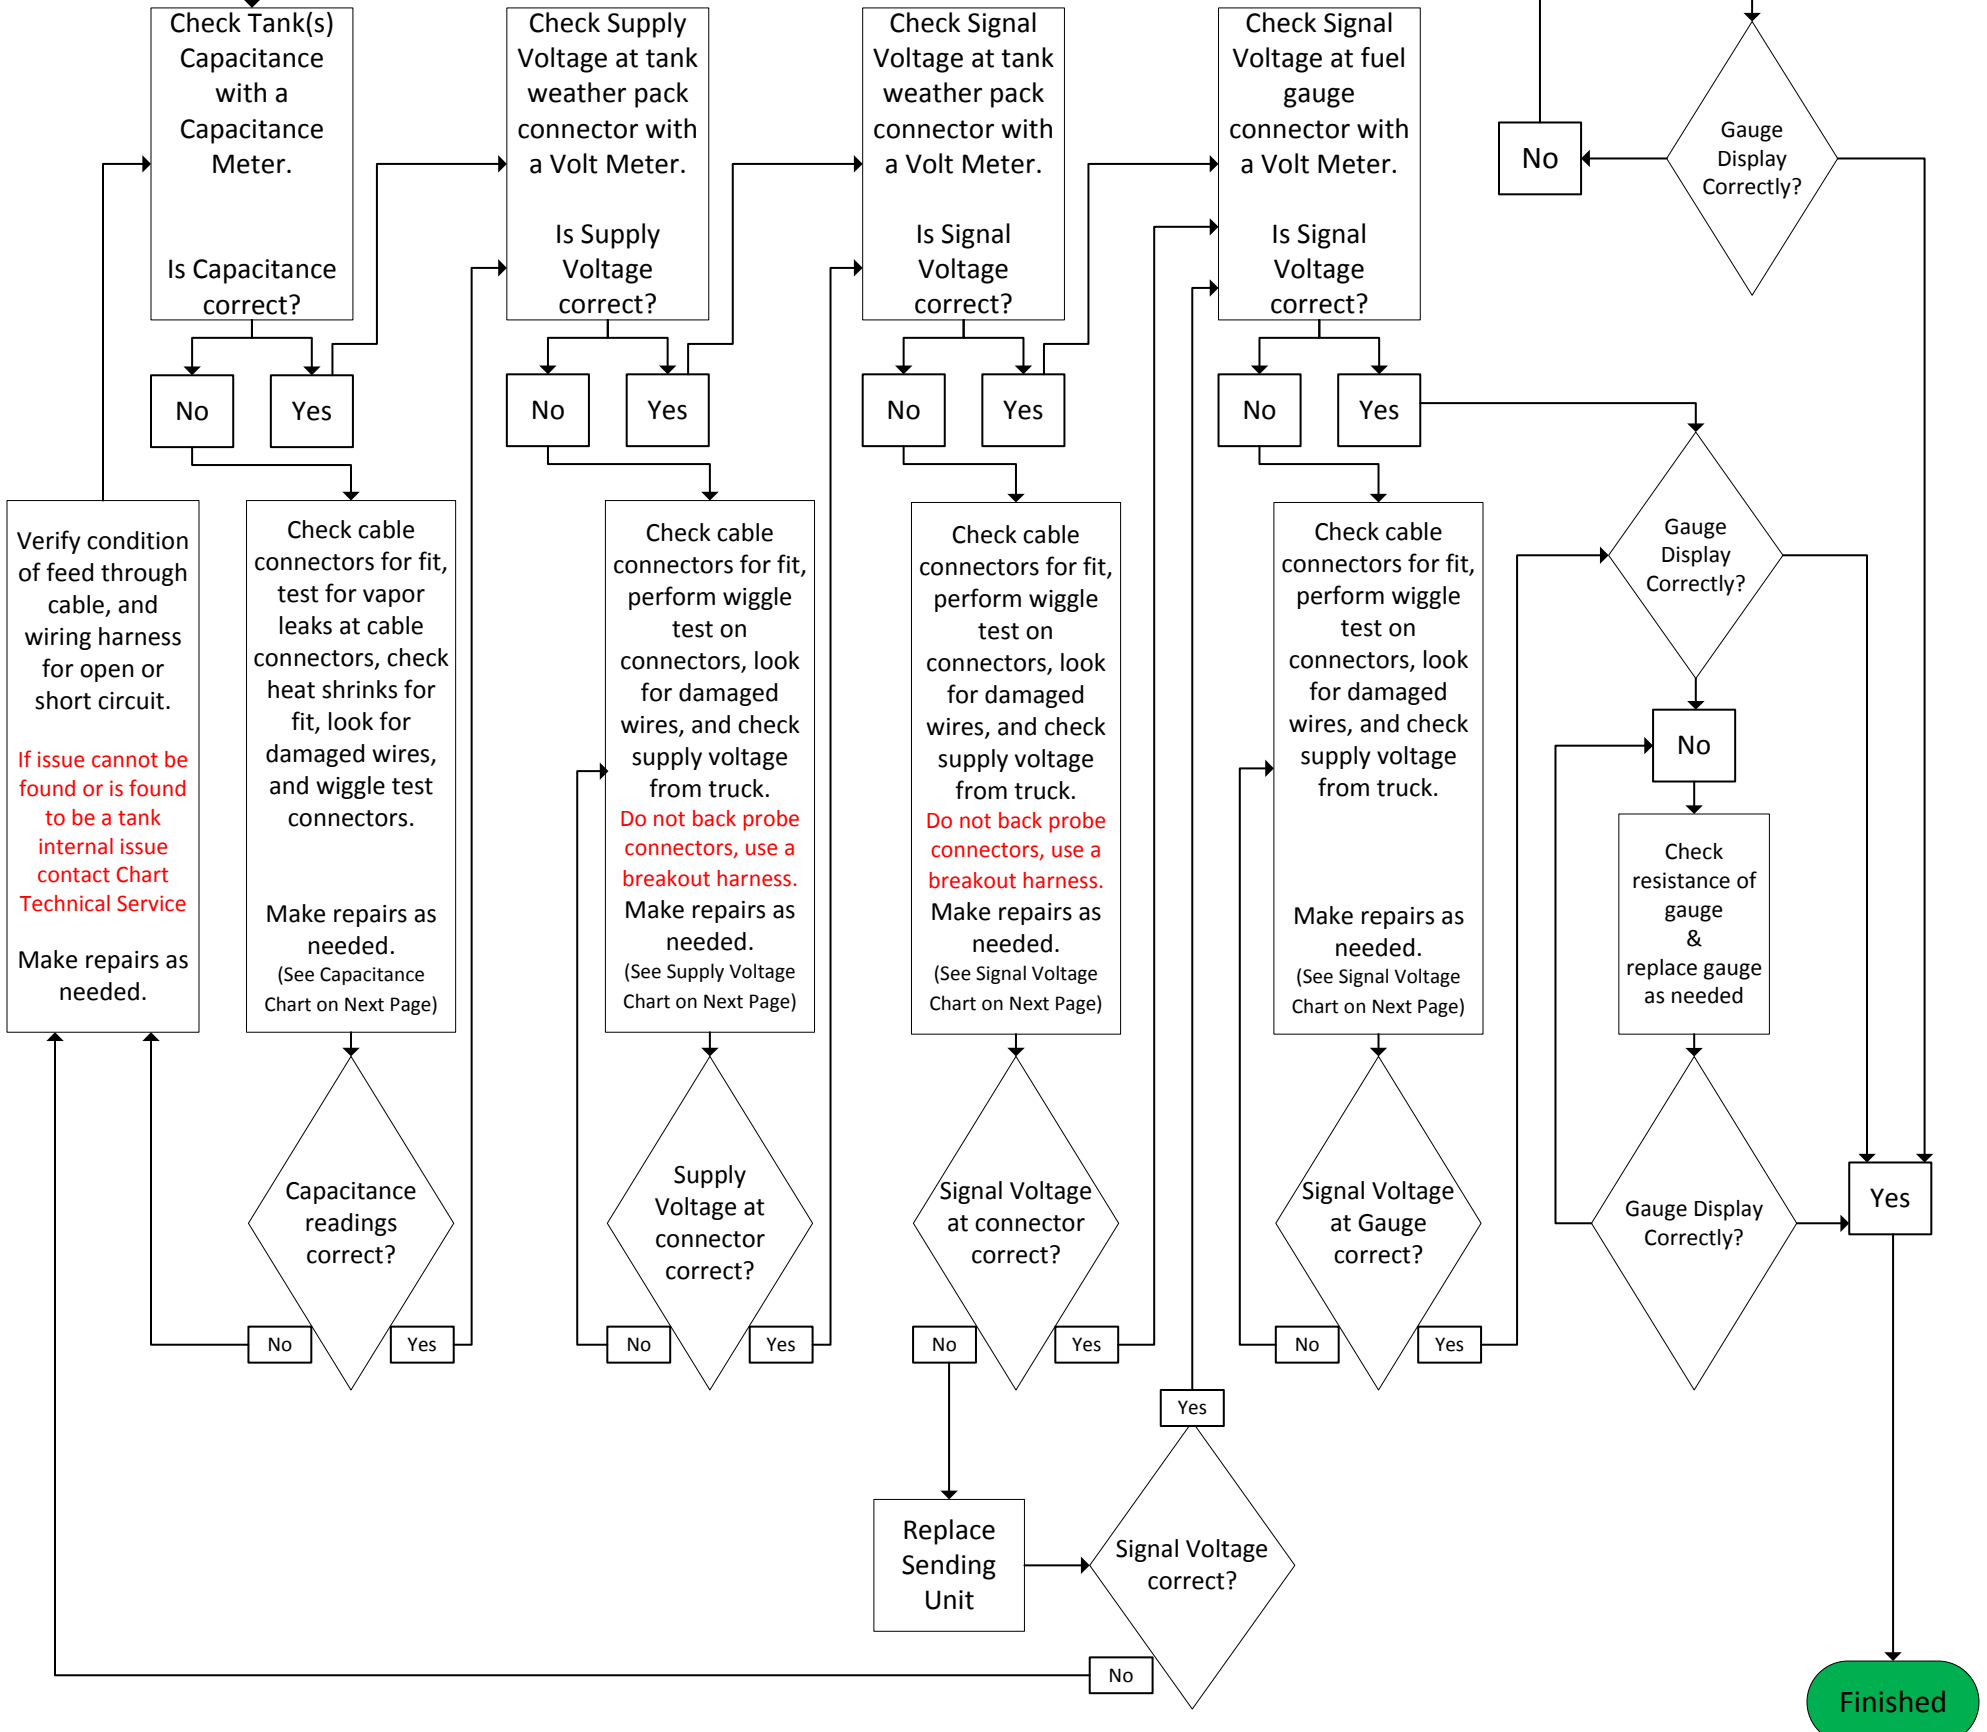 Check Tank(s)
Capacitance
with a
Capacitance
Meter.
Is Capacitance
correct?
Check Supply
Voltage at tank
weather pack
connector with
a Volt Meter.
Is Supply
Voltage
correct?
Check Signal
Voltage at tank
weather pack
connector with
a Volt Meter.
Is Signal
Voltage
correct?
Check Signal
Voltage at fuel
gauge
connector with
a Volt Meter.
Is Signal
Voltage
correct?
No
Gauge
Display
Correctly?
No
Yes
No
Yes
No
Yes
No
Yes
Verify condition
of feed through
cable, and
wiring harness
for open or
short circuit.
If issue cannot be
found or is found
to be a tank
internal issue
contact Chart
Technical Service
Make repairs as
needed.
Check cable
connectors for fit,
test for vapor
leaks at cable
connectors, check
heat shrinks for
fit, look for
damaged wires,
and wiggle test
connectors.
Make repairs as
needed.
(See Capacitance
Chart on Next Page)
Check cable
connectors for fit,
perform wiggle
test on
connectors, look
for damaged
wires, and check
supply voltage
from truck.
Do not back probe
connectors, use a
breakout harness.
Make repairs as
needed.
(See Supply Voltage
Chart on Next Page)
Check cable
connectors for fit,
perform wiggle
test on
connectors, look
for damaged
wires, and check
supply voltage
from truck.
Do not back probe
connectors, use a
breakout harness.
Make repairs as
needed.
(See Signal Voltage
Chart on Next Page)
Check cable
connectors for fit,
perform wiggle
test on
connectors, look
for damaged
wires, and check
supply voltage
from truck.
Make repairs as
needed.
(See Signal Voltage
Chart on Next Page)
Gauge
Display
Correctly?
No
Check
resistance of
gauge
&
replace gauge
as needed
Capacitance
readings
correct?
No
Yes
Supply
Voltage at
connector
correct?
No
Yes
Signal Voltage
at connector
correct?
No
Yes
Signal Voltage
at Gauge
correct?
No
Yes
Gauge Display
Correctly?
Yes
Yes
Replace
Sending
Unit
Signal Voltage
correct?
No
Finished